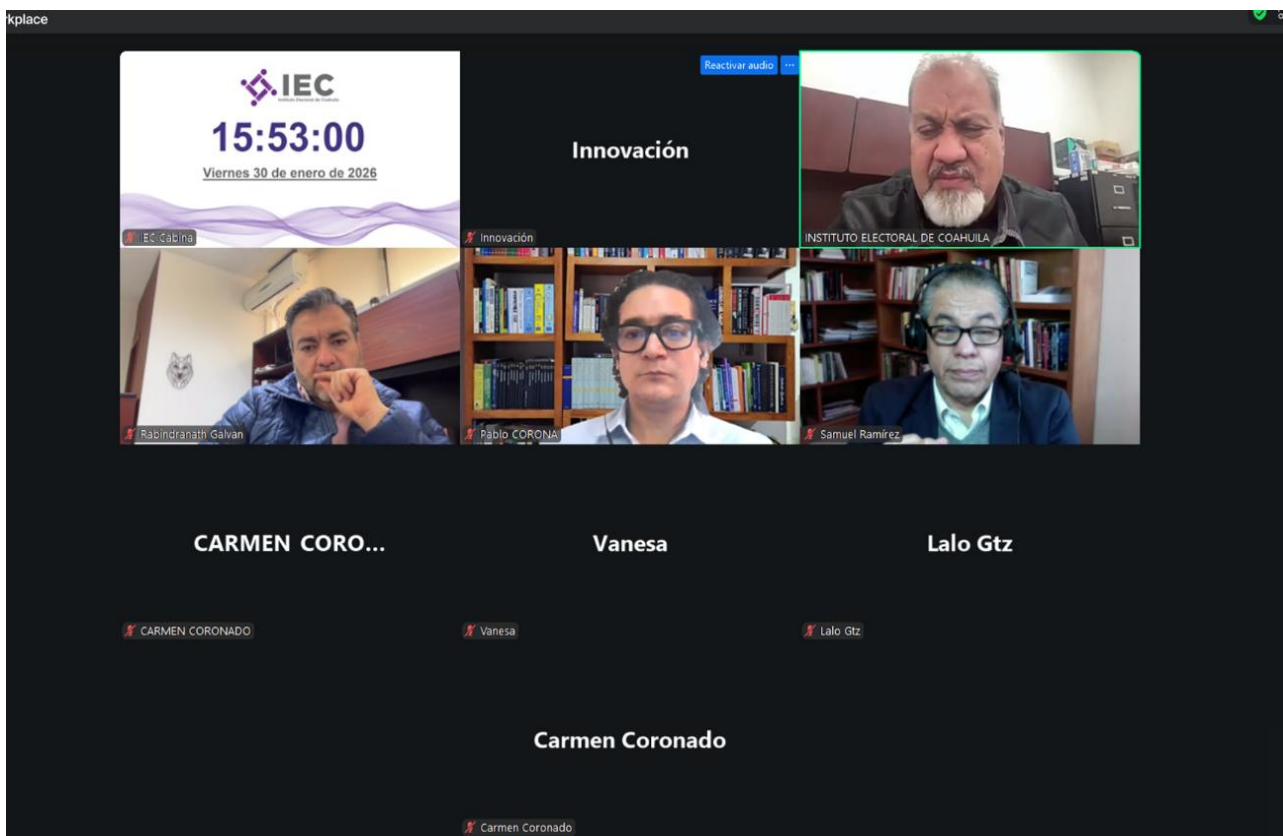 rkplace
IEC
Instituto Electoral de Coahuila
15:53:00
Viernes 30 de enero de 2026
IEC-Cabina
Reactivar audio ...
Innovación
Innovación
INSTITUTO ELECTORAL DE COAHUILA
Rabindranath Galvan
Pablo CORONA
Samuel Ramírez
CARMEN CORO...
CARMEN CORONADO
Vanesa
Vanesa
Lalo Gtz
Lalo Gtz
Carmen Coronado
Carmen Coronado